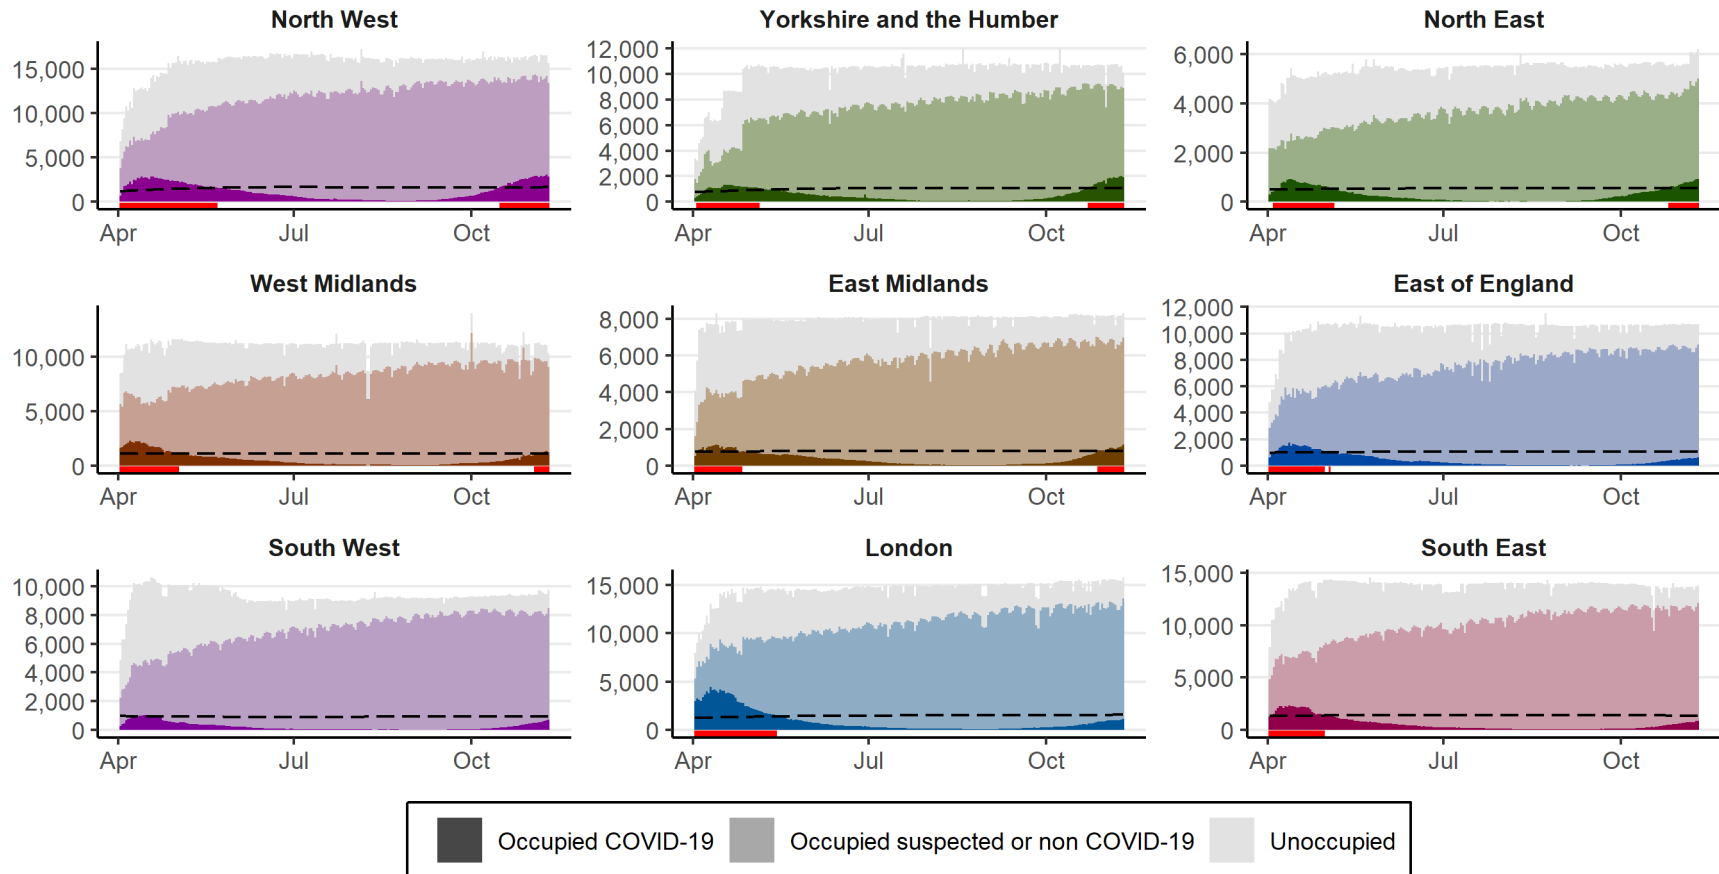 North West
Yorkshire and the Humber
North East
15,000
10,000
5,000
0
Apr
Jul
Oct
12,000
10,000
8,000
6,000
4,000
2,000
0
Apr
Jul
Oct
6,000
4,000
2,000
0
Apr
Jul
Oct
West Midlands
East Midlands
East of England
10,000
5,000
0
Apr
Jul
Oct
8,000
6,000
4,000
2,000
0
Apr
Jul
Oct
12,000
10,000
8,000
6,000
4,000
2,000
0
Apr
Jul
Oct
South West
London
South East
10,000
8,000
6,000
4,000
2,000
0
Apr
Jul
Oct
15,000
10,000
5,000
0
Apr
Jul
Oct
15,000
10,000
5,000
0
Apr
Jul
Oct
Occupied COVID-19
Occupied suspected or non COVID-19
Unoccupied